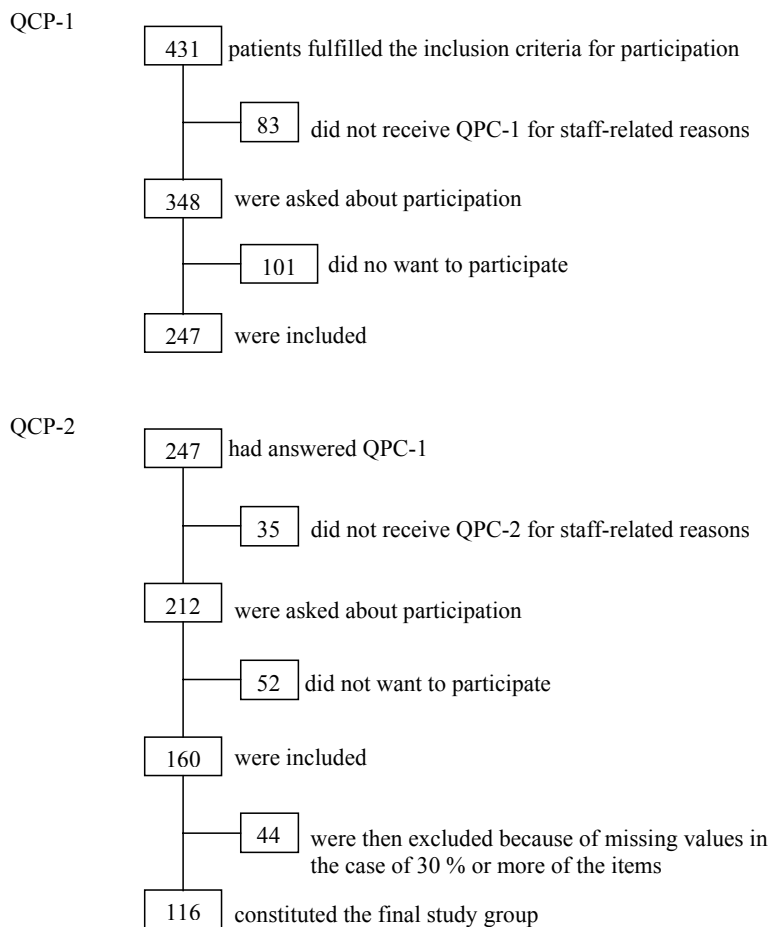 QCP-1
431 patients fulfilled the inclusion criteria for participation
83 did not receive QPC-1 for staff-related reasons
348 were asked about participation
101 did no want to participate
247 were included
QCP-2
247 had answered QPC-1
35 did not receive QPC-2 for staff-related reasons
212 were asked about participation
52 did not want to participate
160 were included
44 were then excluded because of missing values in
the case of 30 % or more of the items
116 constituted the final study group